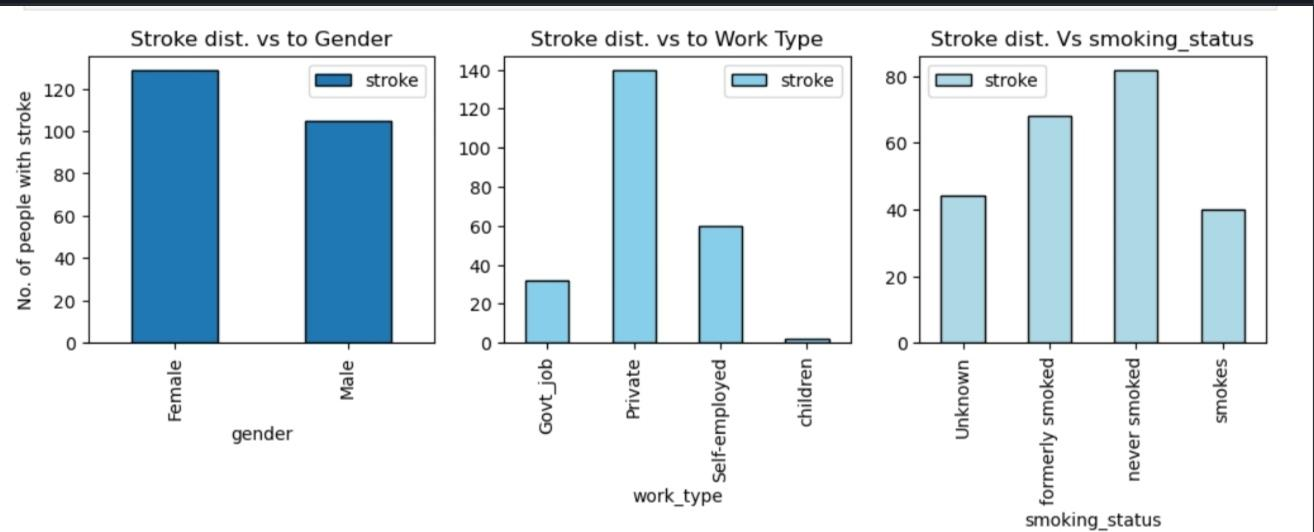 Stroke dist. vs to Gender
No. of people with stroke
120
100
80
60
40
20
0
stroke
Female
Male
gender
Stroke dist. vs to Work Type
140
120
100
80
60
40
20
0
stroke
Govt_job
Private
Self-employed
children
work_type
Stroke dist. Vs smoking_status
80
60
40
20
0
stroke
Unknown
formerly smoked
never smoked
smokes
smoking_status